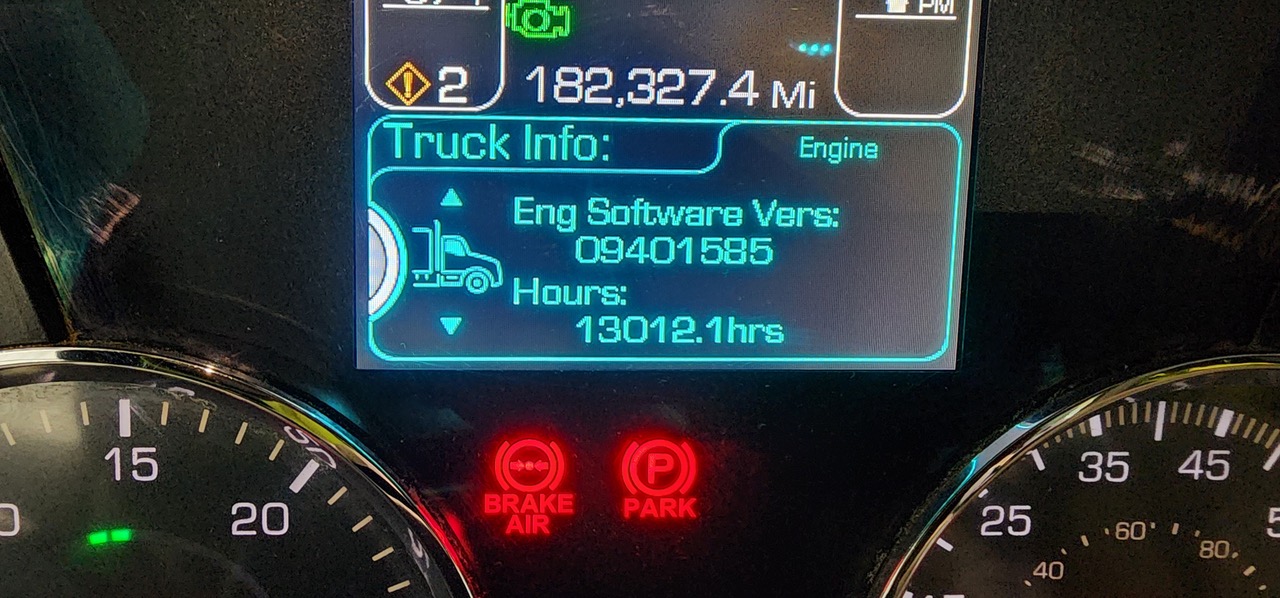 PM
2
182,327.4 Mi
Truck Info:
Engine
Eng Software Vers:
09401585
Hours:
13012.1hrs
BRAKE
AIR
PARK
15
20
25
35
45
40
60
80